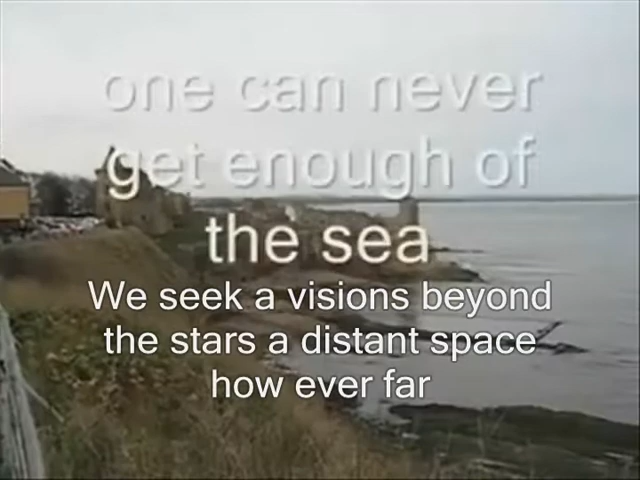 one can never
get enough of
the sea
We seek a visions beyond
the stars a distant space
how ever far